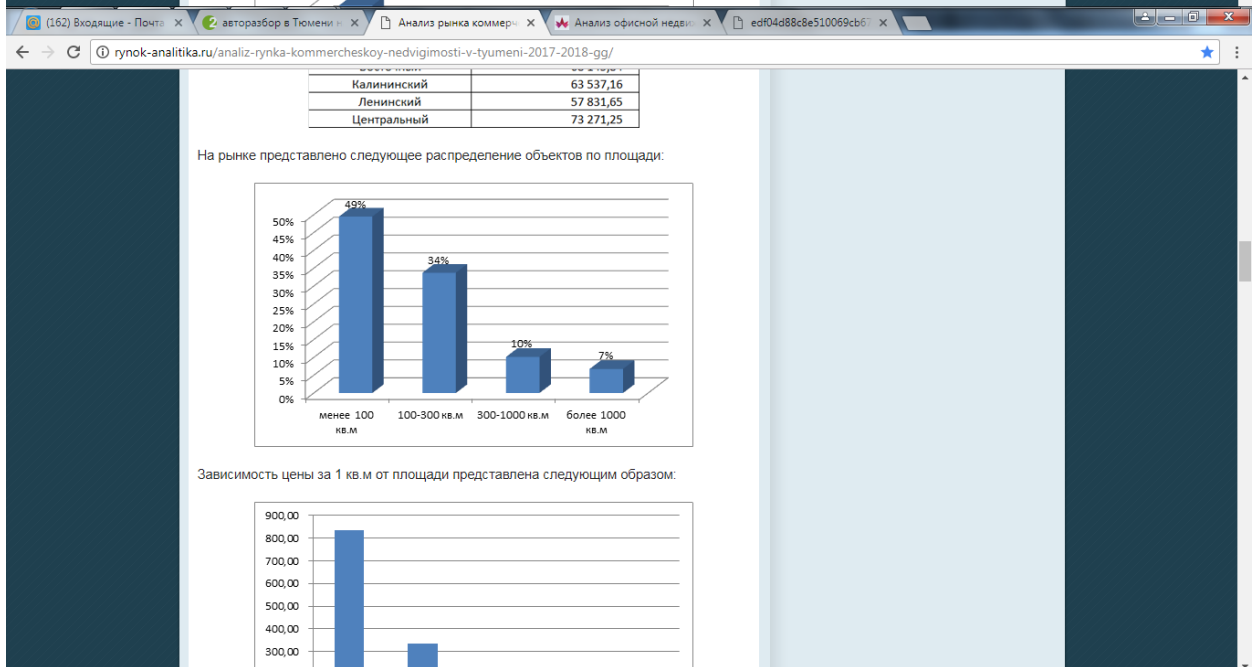 (162) Входящие - Почта
2 авторазбор в Тюмени н
Анализ рынка коммерч
Анализ офисной недви
edf04d88c8e510069cb67
rynok-analitika.ru/analiz-rynka-kommercheskoy-nedvigimosti-v-tyumeni-2017-2018-gg/
Калининский 63 537,16
Ленинский 57 831,65
Центральный 73 271,25
На рынке представлено следующее распределение объектов по площади:
49%
50%
45%
40%
34%
35%
30%
25%
20%
15%
10%
10%
7%
5%
0%
менее 100 кв.м
100-300 кв.м
300-1000 кв.м
более 1000 кв.м
Зависимость цены за 1 кв.м от площади представлена следующим образом:
900,00
800,00
700,00
600,00
500,00
400,00
300,00